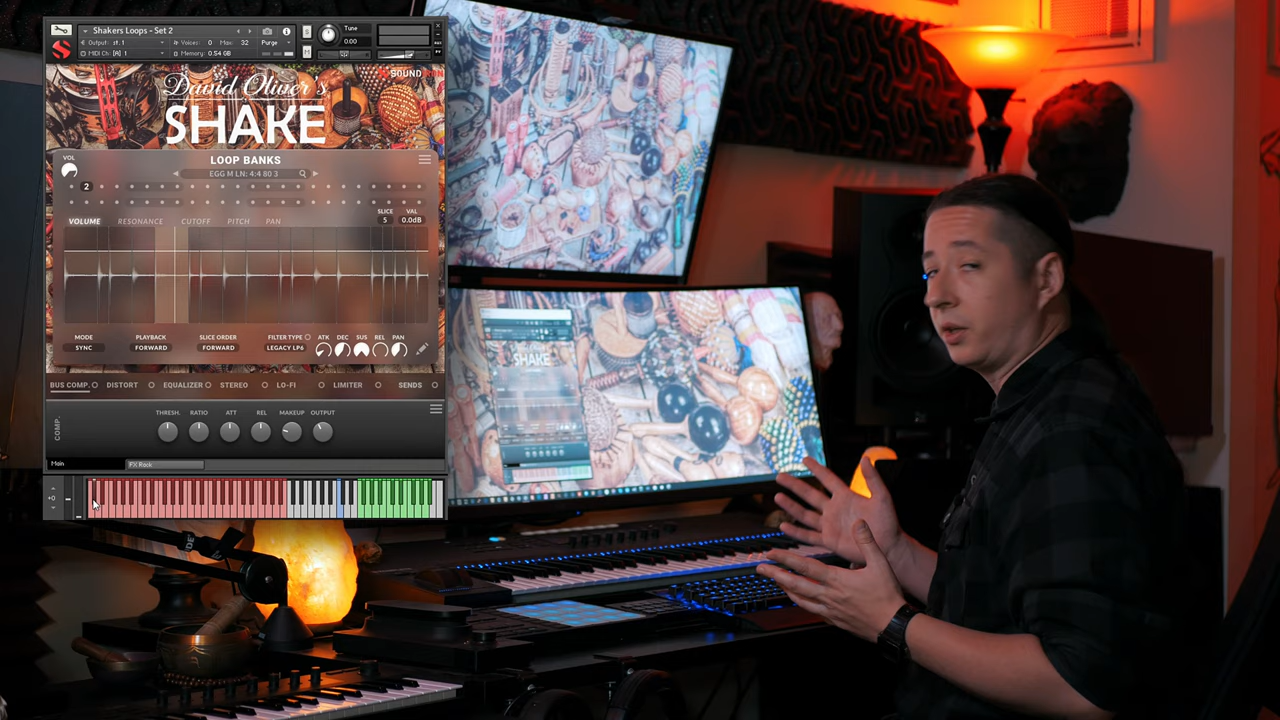 Shakers Loops - Set 2
Output: st. 1
Voices: 0 Max: 32 Purge
MIDI Ch: [A] 1
Memory: 0.54 GB
S
M
Tune
0.00
SOUND
David Oliver's
SHAKE
VOL
LOOP BANKS
EGG M LN: 4:4 80 3
2
VOLUME RESONANCE CUTOFF PITCH PAN
SLICE VAL
5 0.0dB
MODE PLAYBACK SLICE ORDER FILTER TYPE ATK DEC SUS REL PAN
SYNC FORWARD FORWARD LEGACY LP6
BUS COMP. DISTORT EQUALIZER STEREO LO-FI LIMITER SENDS
COMP.
THRESH. RATIO ATT REL MAKEUP OUTPUT
Main FX Rack
+0
SHAKE